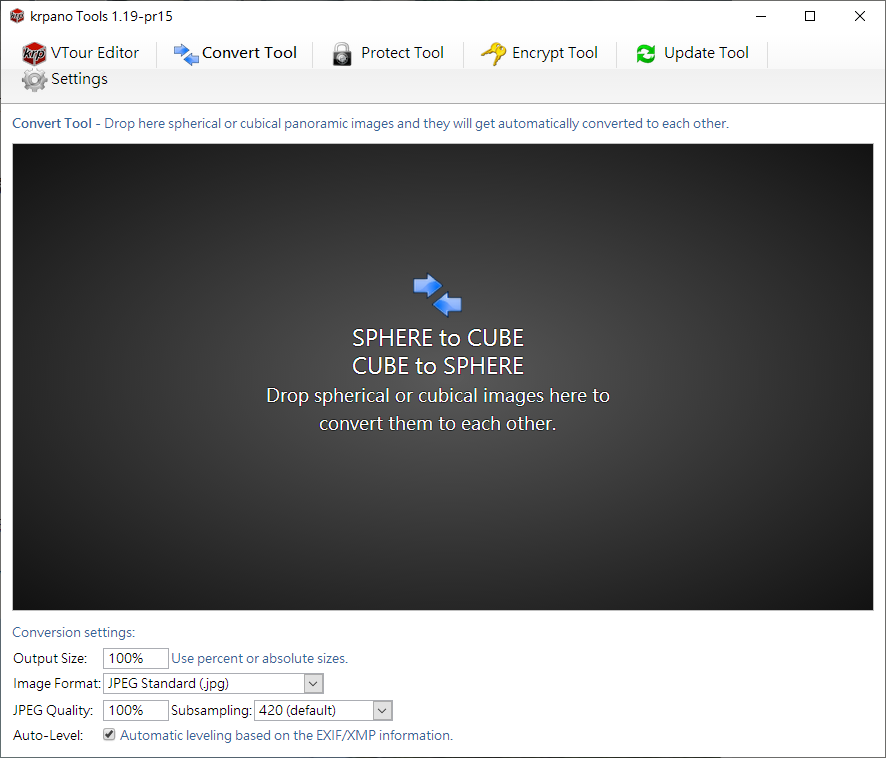 krpano Tools 1.19-pr15
krp VTour Editor Convert Tool Protect Tool Encrypt Tool Update Tool
Settings
Convert Tool - Drop here spherical or cubical panoramic images and they will get automatically converted to each other.
SPHERE to CUBE
CUBE to SPHERE
Drop spherical or cubical images here to
convert them to each other.
Conversion settings:
Output Size: 100% Use percent or absolute sizes.
Image Format: JPEG Standard (.jpg)
JPEG Quality: 100% Subsampling: 420 (default)
Auto-Level: Automatic leveling based on the EXIF/XMP information.